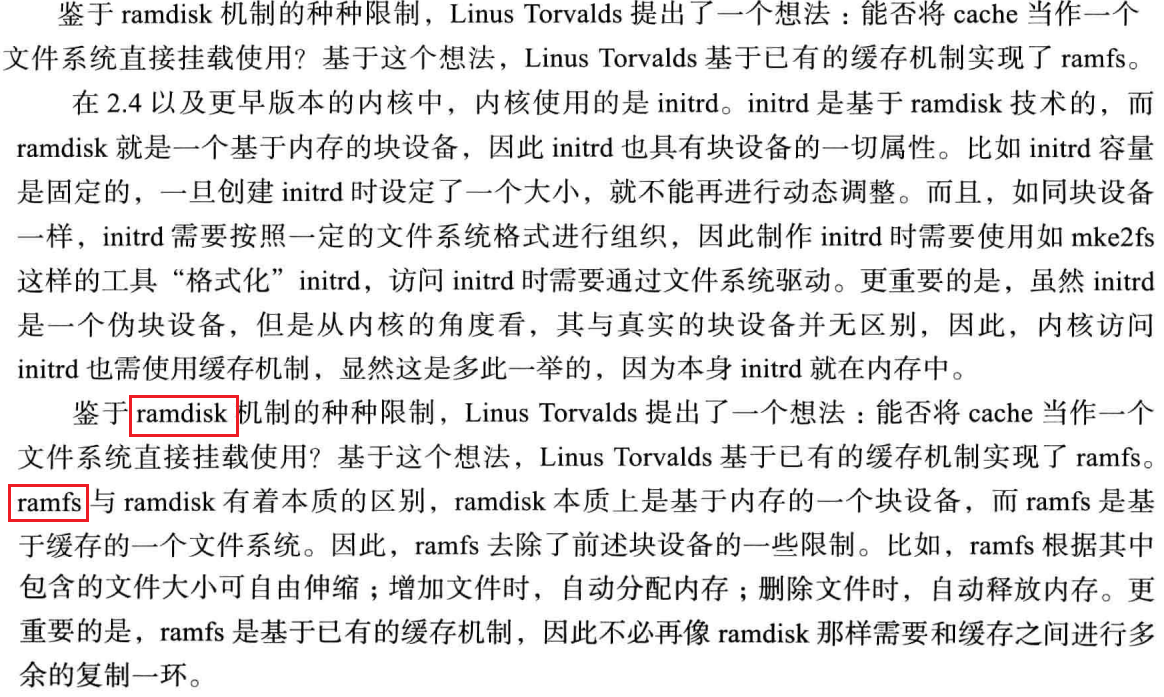 鉴于 ramdisk 机制的种种限制，Linus Torvalds 提出了一个想法：能否将 cache 当作一个
文件系统直接挂载使用？基于这个想法，Linus Torvalds 基于已有的缓存机制实现了 ramfs。
在 2.4 以及更早版本的内核中，内核使用的是 initrd。initrd 是基于 ramdisk 技术的，而
ramdisk 就是一个基于内存的块设备，因此 initrd 也具有块设备的一切属性。比如 initrd 容量
是固定的，一旦创建 initrd 时设定了一个大小，就不能再进行动态调整。而且，如同块设备
一样，initrd 需要按照一定的文件系统格式进行组织，因此制作 initrd 时需要使用如 mke2fs
这样的工具“格式化”initrd，访问 initrd 时需要通过文件系统驱动。更重要的是，虽然 initrd
是一个伪块设备，但是从内核的角度看，其与真实的块设备并无区别，因此，内核访问
initrd 也需使用缓存机制，显然这是多此一举的，因为本身 initrd 就在内存中。
鉴于 ramdisk 机制的种种限制，Linus Torvalds 提出了一个想法：能否将 cache 当作一个
文件系统直接挂载使用？基于这个想法，Linus Torvalds 基于已有的缓存机制实现了 ramfs。
ramfs 与 ramdisk 有着本质的区别，ramdisk 本质上是基于内存的一个块设备，而 ramfs 是基
于缓存的一个文件系统。因此，ramfs 去除了前述块设备的一些限制。比如，ramfs 根据其中
包含的文件大小可自由伸缩；增加文件时，自动分配内存；删除文件时，自动释放内存。更
重要的是，ramfs 是基于已有的缓存机制，因此不必再像 ramdisk 那样需要和缓存之间进行多
余的复制一环。